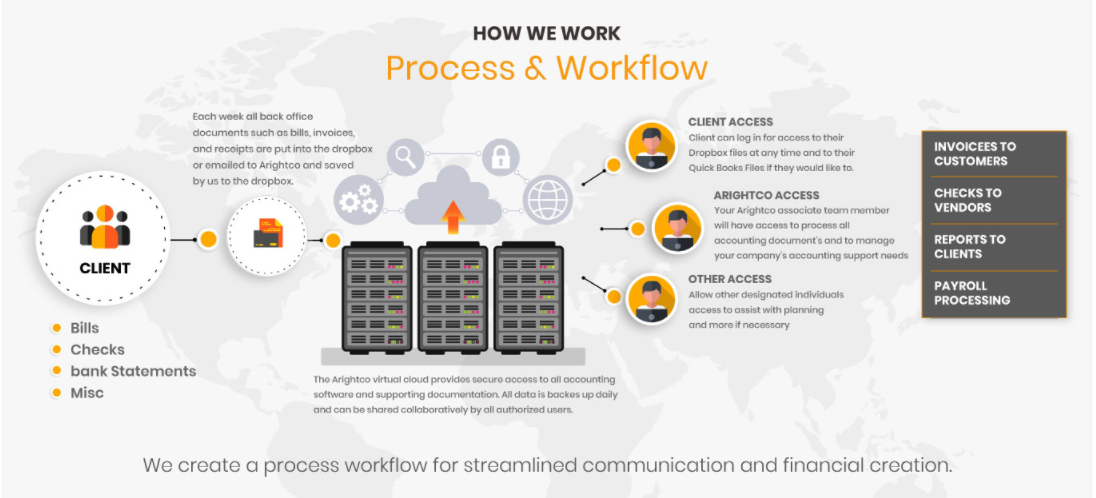 HOW WE WORK
Process & Workflow
Each week all back office
documents such as bills, invoices,
and receipts are put into the dropbox
or emailed to Arightco and saved
by us to the dropbox.
CLIENT
Bills
Checks
bank Statements
Misc
The Arightco virtual cloud provides secure access to all accounting
software and supporting documentation. All data is backes up daily
and can be shared collaboratively by all authorized users.
CLIENT ACCESS
Client can log in for access to their
Dropbox files at any time and to their
Quick Books Files if they would like to.
ARIGHTCO ACCESS
Your Arightco associate team member
will have access to process all
accounting document's and to manage
your company's accounting support needs
OTHER ACCESS
Allow other designated individuals
access to assist with planning
and more if necessary
INVOICEES TO
CUSTOMERS
CHECKS TO
VENDORS
REPORTS TO
CLIENTS
PAYROLL
PROCESSING
We create a process workflow for streamlined communication and financial creation.